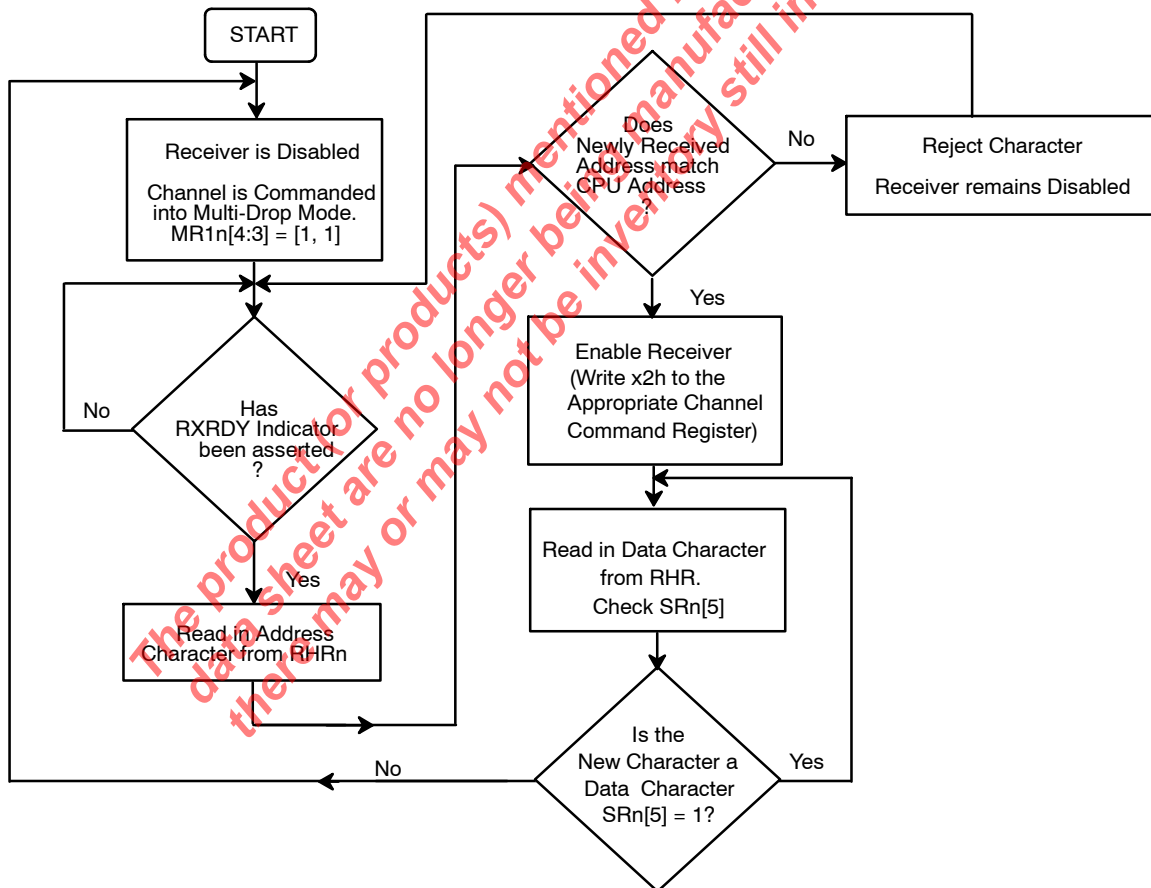 START
Receiver is Disabled
Channel is Commanded
into Multi-Drop Mode.
MR1n[4:3] = [1, 1]
Has
RXRDY Indicator
been asserted
?
No
Yes
Read in Address
Character from RHRn
Does
Newly Received
Address match
CPU Address
?
No
Reject Character
Receiver remains Disabled
Yes
Enable Receiver
(Write x2h to the
Appropriate Channel
Command Register)
Read in Data Character
from RHR.
Check SRn[5]
Is the
New Character a
Data Character
SRn[5] = 1?
Yes
No
The product (or products) mentioned
data sheet are no longer being manufac
there may or may not be inventory still in